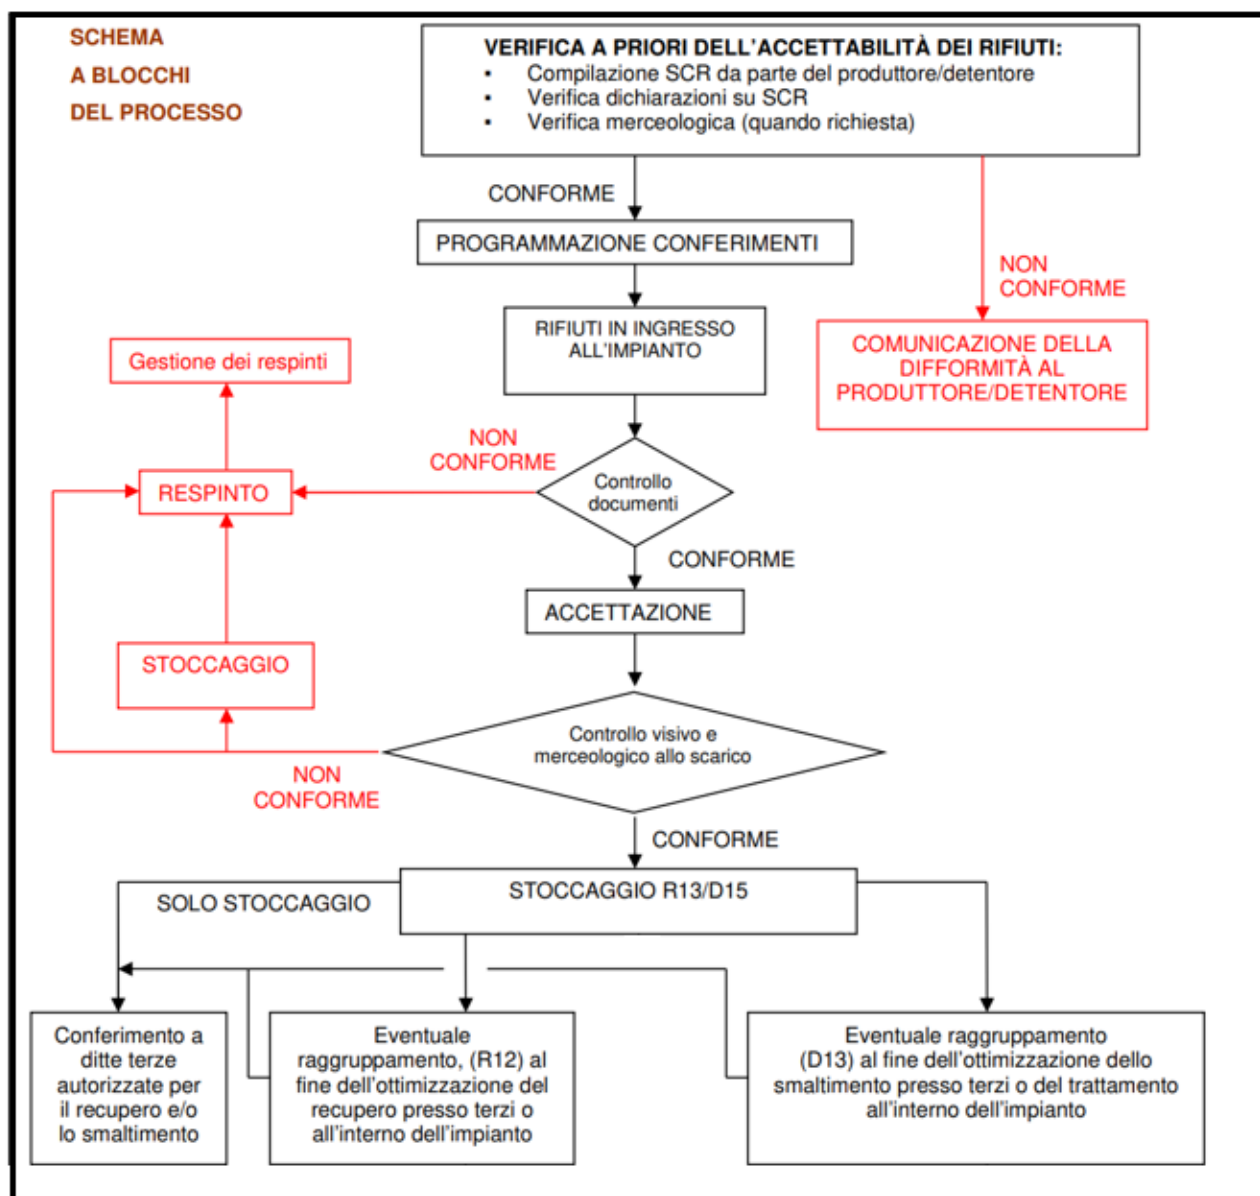 SCHEMA
A BLOCCHI
DEL PROCESSO
VERIFICA A PRIORI DELL'ACCETTABILITÀ DEI RIFIUTI:
▪ Compilazione SCR da parte del produttore/detentore
▪ Verifica dichiarazioni su SCR
▪ Verifica merceologica (quando richiesta)
CONFORME
PROGRAMMAZIONE CONFERIMENTI
NON
CONFORME
RIFIUTI IN INGRESSO
ALL'IMPIANTO
COMUNICAZIONE DELLA
DIFFORMITÀ AL
PRODUTTORE/DETENTORE
Gestione dei respinti
NON
CONFORME
RESPINTO
Controllo
documenti
CONFORME
ACCETTAZIONE
STOCCAGGIO
Controllo visivo e
merceologico allo scarico
NON
CONFORME
CONFORME
STOCCAGGIO R13/D15
SOLO STOCCAGGIO
Conferimento a
ditte terze
autorizzate per
il recupero e/o
lo smaltimento
Eventuale
raggruppamento, (R12) al
fine dell'ottimizzazione del
recupero presso terzi o
all'interno dell'impianto
Eventuale raggruppamento
(D13) al fine dell'ottimizzazione dello
smaltimento presso terzi o del trattamento
all'interno dell'impianto